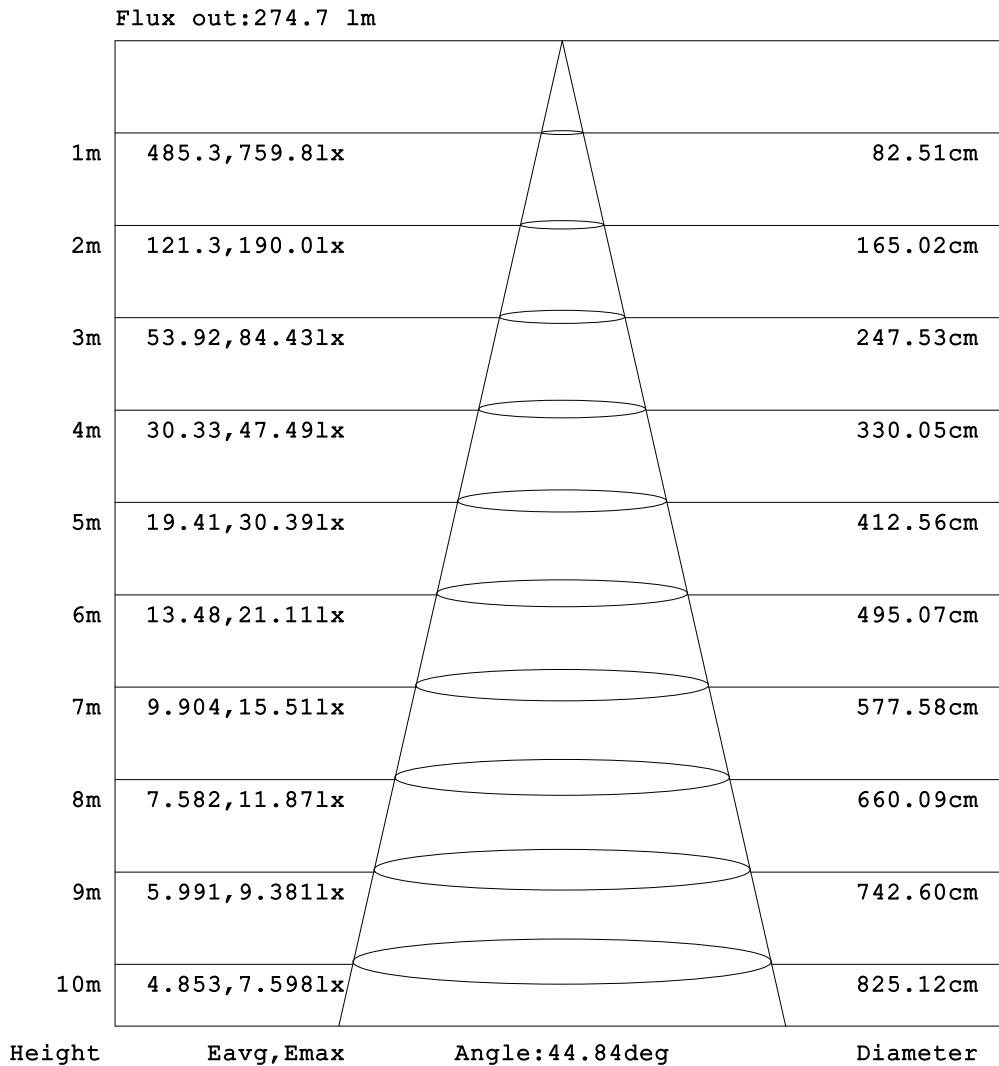 Flux out:274.7 lm
1m 485.3,759.8lx 82.51cm
2m 121.3,190.0lx 165.02cm
3m 53.92,84.43lx 247.53cm
4m 30.33,47.49lx 330.05cm
5m 19.41,30.39lx 412.56cm
6m 13.48,21.11lx 495.07cm
7m 9.904,15.51lx 577.58cm
8m 7.582,11.87lx 660.09cm
9m 5.991,9.381lx 742.60cm
10m 4.853,7.598lx 825.12cm
Height Eavg,Emax Angle:44.84deg Diameter